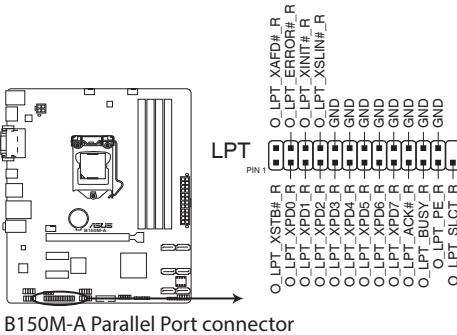 O_LPT_XAFD#_R
O_LPT_ERROR#_R
O_LPT_XINIT#_R
O_LPT_XSLIN#_R
GND
GND
GND
GND
GND
GND
GND
GND
LPT
PIN 1
O_LPT_XSTB#_R
O_LPT_XPD0_R
O_LPT_XPD1_R
O_LPT_XPD2_R
O_LPT_XPD3_R
O_LPT_XPD4_R
O_LPT_XPD5_R
O_LPT_XPD6_R
O_LPT_XPD7_R
O_LPT_ACK#_R
O_LPT_BUSY_R
O_LPT_PE_R
O_LPT_SLCT_R
ASUS
B150M-A
B150M-A Parallel Port connector